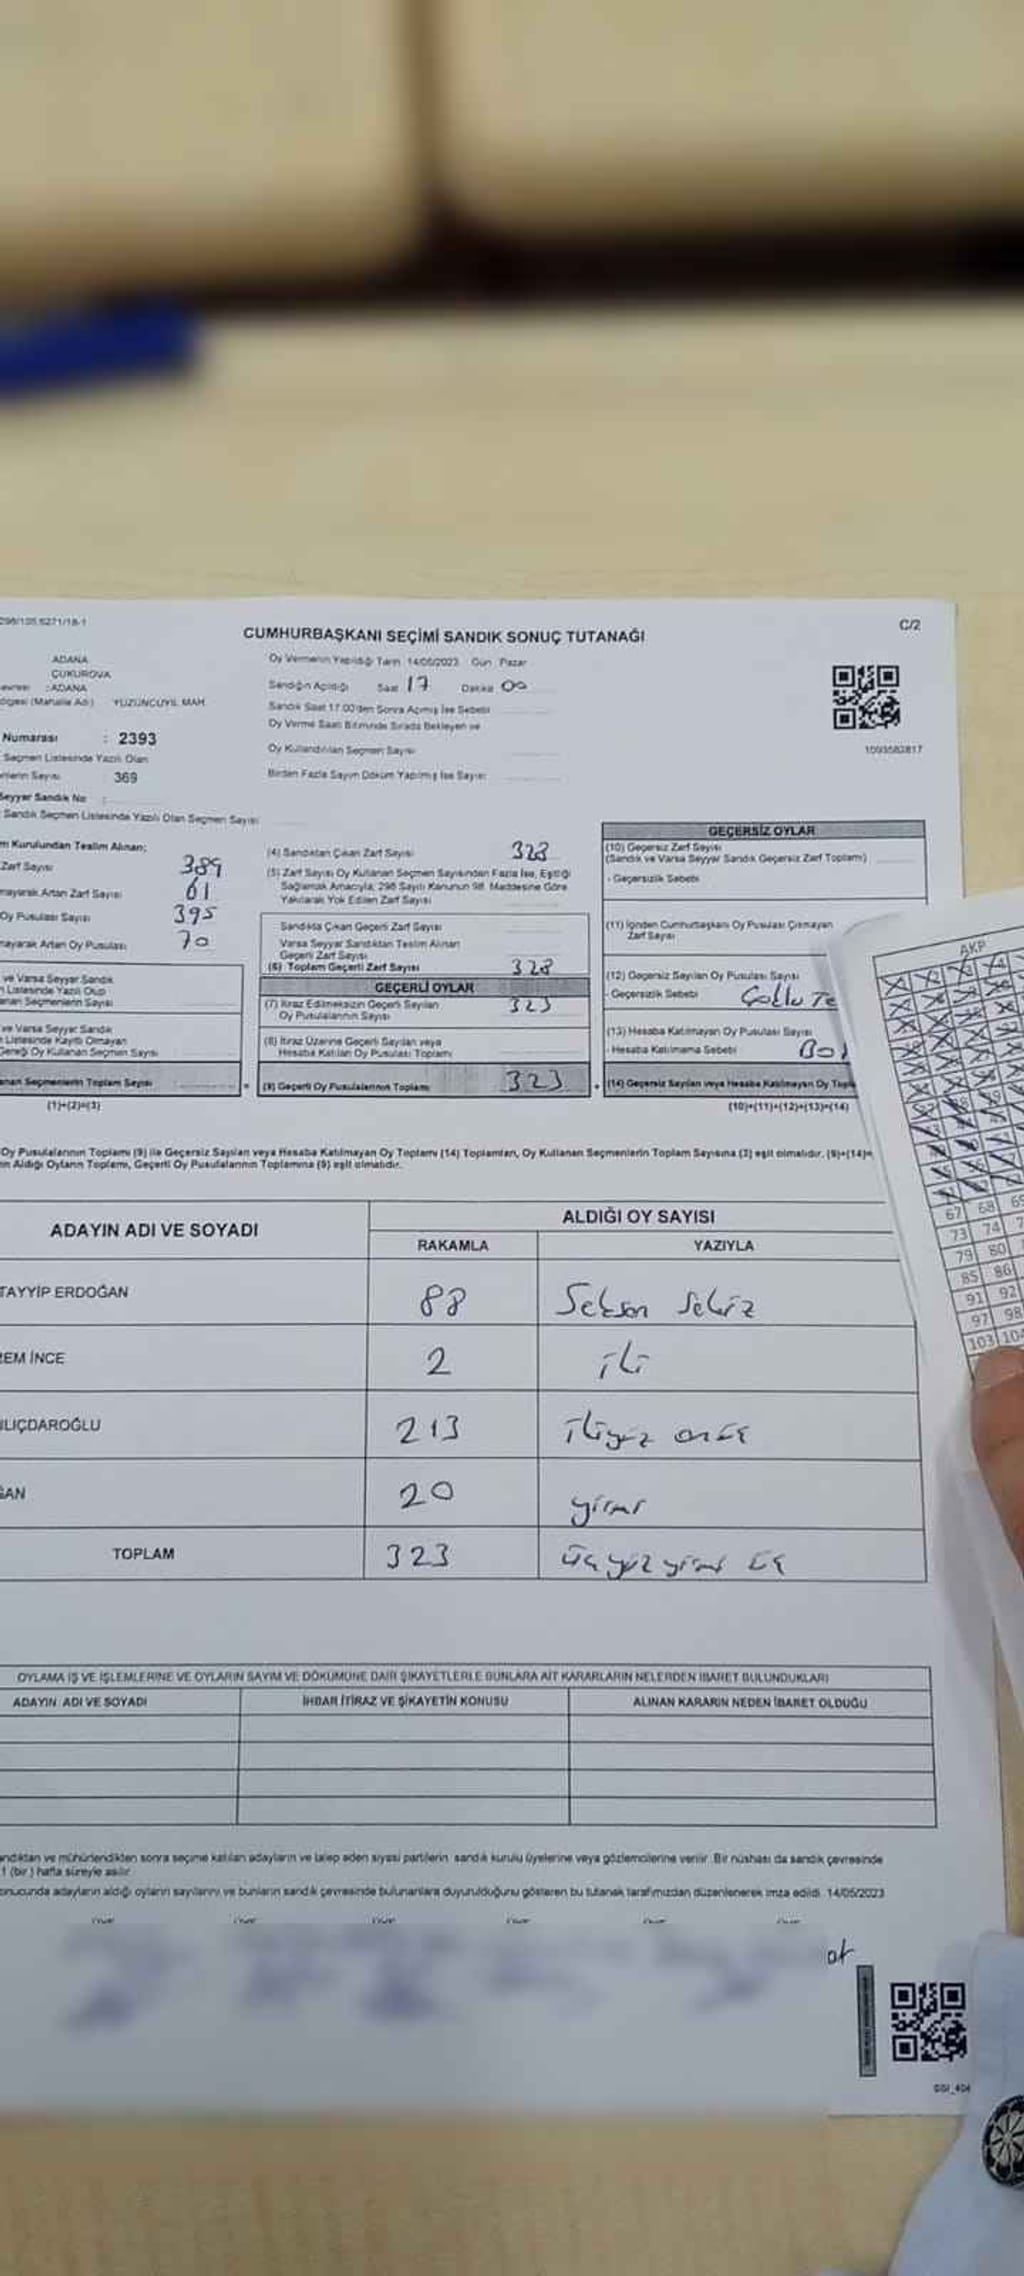 298/105.6271/18-1
CUMHURBAŞKANI SEÇİMİ SANDIK SONUÇ TUTANAĞI
C/2
ADANA
ÇUKUROVA
:ADANA
(Mahalle Adı) YÜZÜNCÜYIL MAH.
Numarası : 2393
Seçmen Listesinde Yazılı Olan
Sayısı 369
Seyyar Sandık No :
Sandık Seçmen Listesinde Yazılı Olan Seçmen Sayısı
Oy Vermenin Yapıldığı Tarih 14/05/2023 Gün Pazar
Sandığın Açıldığı Saat 17 Dakika 00
Sandık Saat 17.00'den Sonra Açılmış İse Sebebi
Oy Verme Saati Bitiminde Sırada Bekleyen ve
Oy Kullandırılan Seçmen Sayısı
Birden Fazla Sayım Döküm Yapılmış İse Sayısı
1093582817
Kurulundan Teslim Alınan;
Zarf Sayısı 389
Artan Zarf Sayısı 61
Oy Pusulası Sayısı 395
Artan Oy Pusulası 70
ve Varsa Seyyar Sandık
Listesinde Yazılı Olup
Seçmenlerin Sayısı
ve Varsa Seyyar Sandık
Listesinde Kayıtlı Olmayan
Gereği Oy Kullanan Seçmen Sayısı
Seçmenlerin Toplam Sayısı
(1)+(2)=(3)
(4) Sandıktan Çıkan Zarf Sayısı 328
(5) Zarf Sayısı Oy Kullanan Seçmen Sayısından Fazla İse, Eşitliği
Sağlamak Amacıyla, 298 Sayılı Kanunun 98. Maddesine Göre
Yakılarak Yok Edilen Zarf Sayısı
Sandıkta Çıkan Geçerli Zarf Sayısı
Varsa Seyyar Sandıktan Teslim Alınan
Geçerli Zarf Sayısı
(6) Toplam Geçerli Zarf Sayısı 328
GEÇERLİ OYLAR
(7) İtiraz Edilmeksizin Geçerli Sayılan
Oy Pusulalarının Sayısı 323
(8) İtiraz Üzerine Geçerli Sayılan veya
Hesaba Katılan Oy Pusulası Toplamı
(9) Geçerli Oy Pusulalarının Toplamı 323
GEÇERSİZ OYLAR
(10) Geçersiz Zarf Sayısı
(Sandık ve Varsa Seyyar Sandık Geçersiz Zarf Toplamı)
- Geçersizlik Sebebi
(11) İçinden Cumhurbaşkanı Oy Pusulası Çıkmayan
Zarf Sayısı
(12) Geçersiz Sayılan Oy Pusulası Sayısı
- Geçersizlik Sebebi
(13) Hesaba Katılmayan Oy Pusulası Sayısı
- Hesaba Katılmama Sebebi
(14) Geçersiz Sayılan veya Hesaba Katılmayan Oy
(10)+(11)+(12)+(13)=(14)
Oy Pusulalarının Toplamı (9) ile Geçersiz Sayılan veya Hesaba Katılmayan Oy Toplamı (14) Toplamları, Oy Kullanan Seçmenlerin Toplam Sayısına (3) eşit olmalıdır. (9)+(14)=
Aldığı Oyların Toplamı, Geçerli Oy Pusulalarının Toplamına (9) eşit olmalıdır.
ADAYIN ADI VE SOYADI ALDIĞI OY SAYISI
RAKAMLA YAZIYLA
TAYYİP ERDOĞAN 88 Seksen Sekiz
EM İNCE 2 iki
ILIÇDAROĞLU 213 ikiyüz onüç
ĞAN 20 yirmi
TOPLAM 323 üçyüz yirmi üç
OYLAMA İŞ VE İŞLEMLERİNE VE OYLARIN SAYIM VE DÖKÜMÜNE DAİR ŞİKAYETLERLE BUNLARA AİT KARARLARIN NELERDEN İBARET BULUNDUKLARI
ADAYIN ADI VE SOYADI İHBAR İTİRAZ VE ŞİKAYETİN KONUSU ALINAN KARARIN NEDEN İBARET OLDUĞU
ve mühürlendikten sonra seçime katılan adayların ve talep eden siyasi partilerin sandık kurulu üyelerine veya gözlemcilerine verilir. Bir nüshası da sandık çevresinde
1 (bir) hafta süreyle asılır.
sonucunda adayların aldığı oyların sayılarını ve bunların sandık çevresinde bulunanlara duyurulduğunu gösteren bu tutanak tarafımızdan düzenlenerek imza edildi. 14/05/2023
AKP
67 68 69
73 74
79 80
85 86
91 92
97 98
103 104